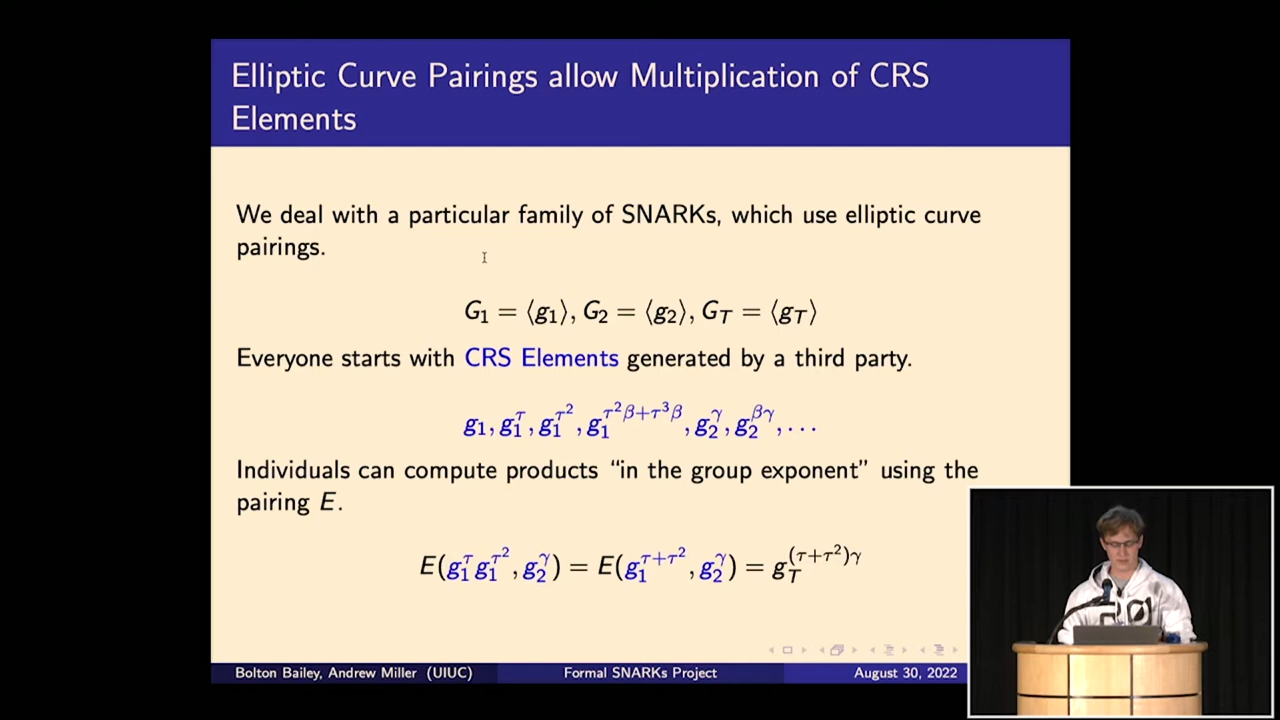 Elliptic Curve Pairings allow Multiplication of CRS
Elements
We deal with a particular family of SNARKs, which use elliptic curve
pairings.
G₁ = ⟨g₁⟩, G₂ = ⟨g₂⟩, G_T = ⟨g_T⟩
Everyone starts with CRS Elements generated by a third party.
g₁, g₁^τ, g₁^{τ²}, g₁^{τ²β+τ³β}, g₂^γ, g₂^{βγ}, . . .
Individuals can compute products “in the group exponent” using the
pairing E.
E(g₁^τ g₁^{τ²}, g₂^γ) = E(g₁^{τ+τ²}, g₂^γ) = g_T^{(τ+τ²)γ}
Bolton Bailey, Andrew Miller (UIUC) Formal SNARKs Project August 30, 2022